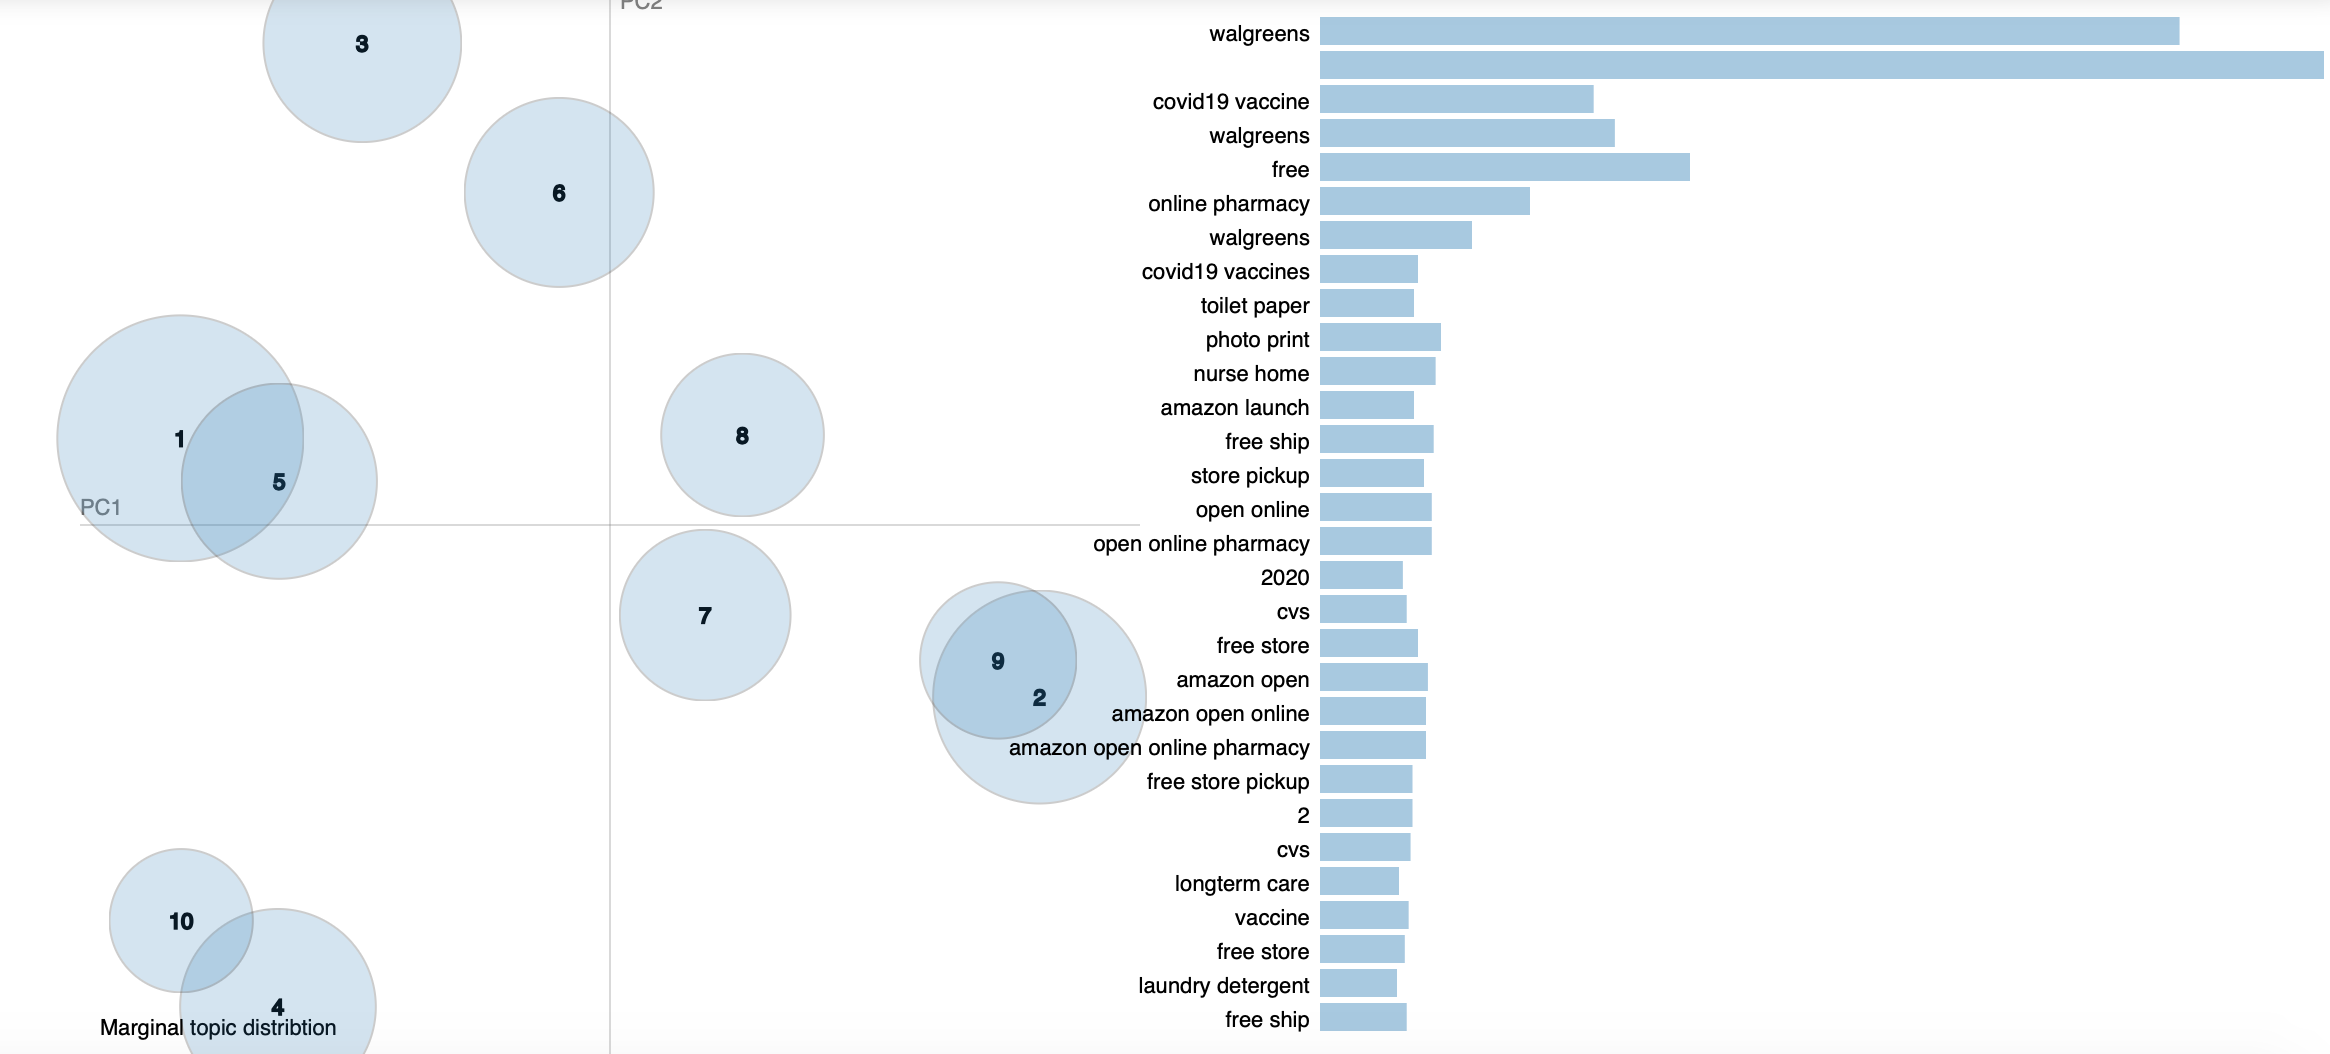 PC2
3
6
1
5
8
PC1
7
9
2
10
4
Marginal topic distribtion
walgreens
covid19 vaccine
walgreens
free
online pharmacy
walgreens
covid19 vaccines
toilet paper
photo print
nurse home
amazon launch
free ship
store pickup
open online
open online pharmacy
2020
cvs
free store
amazon open
amazon open online
amazon open online pharmacy
free store pickup
2
cvs
longterm care
vaccine
free store
laundry detergent
free ship